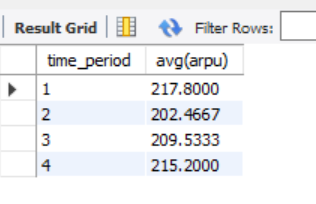 Result Grid Filter Rows:
time_period avg(arpu)
1 217.8000
2 202.4667
3 209.5333
4 215.2000